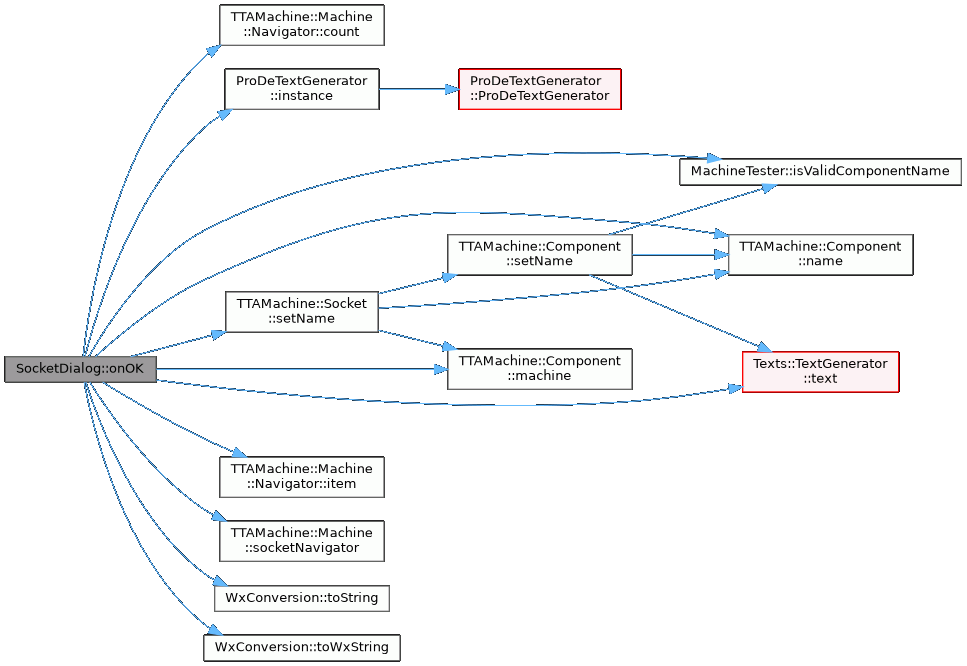 TTAMachine::Machine
::Navigator::count
ProDeTextGenerator
::instance
ProDeTextGenerator
::ProDeTextGenerator
MachineTester::isValidComponentName
TTAMachine::Component
::setName
TTAMachine::Component
::name
TTAMachine::Socket
::setName
TTAMachine::Component
::machine
Texts::TextGenerator
::text
SocketDialog::onOK
TTAMachine::Machine
::Navigator::item
TTAMachine::Machine
::socketNavigator
WxConversion::toString
WxConversion::toWxString